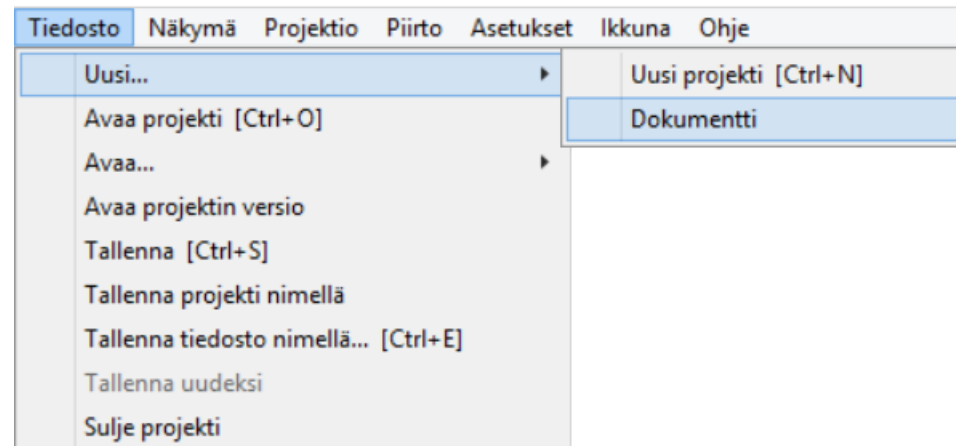 Tiedosto Näkymä Projektio Piirto Asetukset Ikkuna Ohje
Uusi...
Uusi projekti [Ctrl+N]
Avaa projekti [Ctrl+O]
Dokumentti
Avaa...
Avaa projektin versio
Tallenna [Ctrl+S]
Tallenna projekti nimellä
Tallenna tiedosto nimellä... [Ctrl+E]
Tallenna uudeksi
Sulje projekti